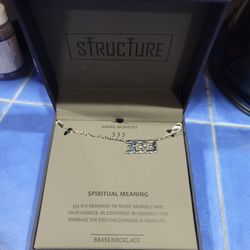 STRUCTURE
ANGEL NUMBERS
333
333
SPIRITUAL MEANING
333 IS A REMINDER TO TRUST YOURSELF AND
YOUR CHOICES. BE CONFIDENT IN YOURSELF AND
EMBRACE THE POSITIVE CHANGES IN YOUR LIFE.
BRASS NECKLACE